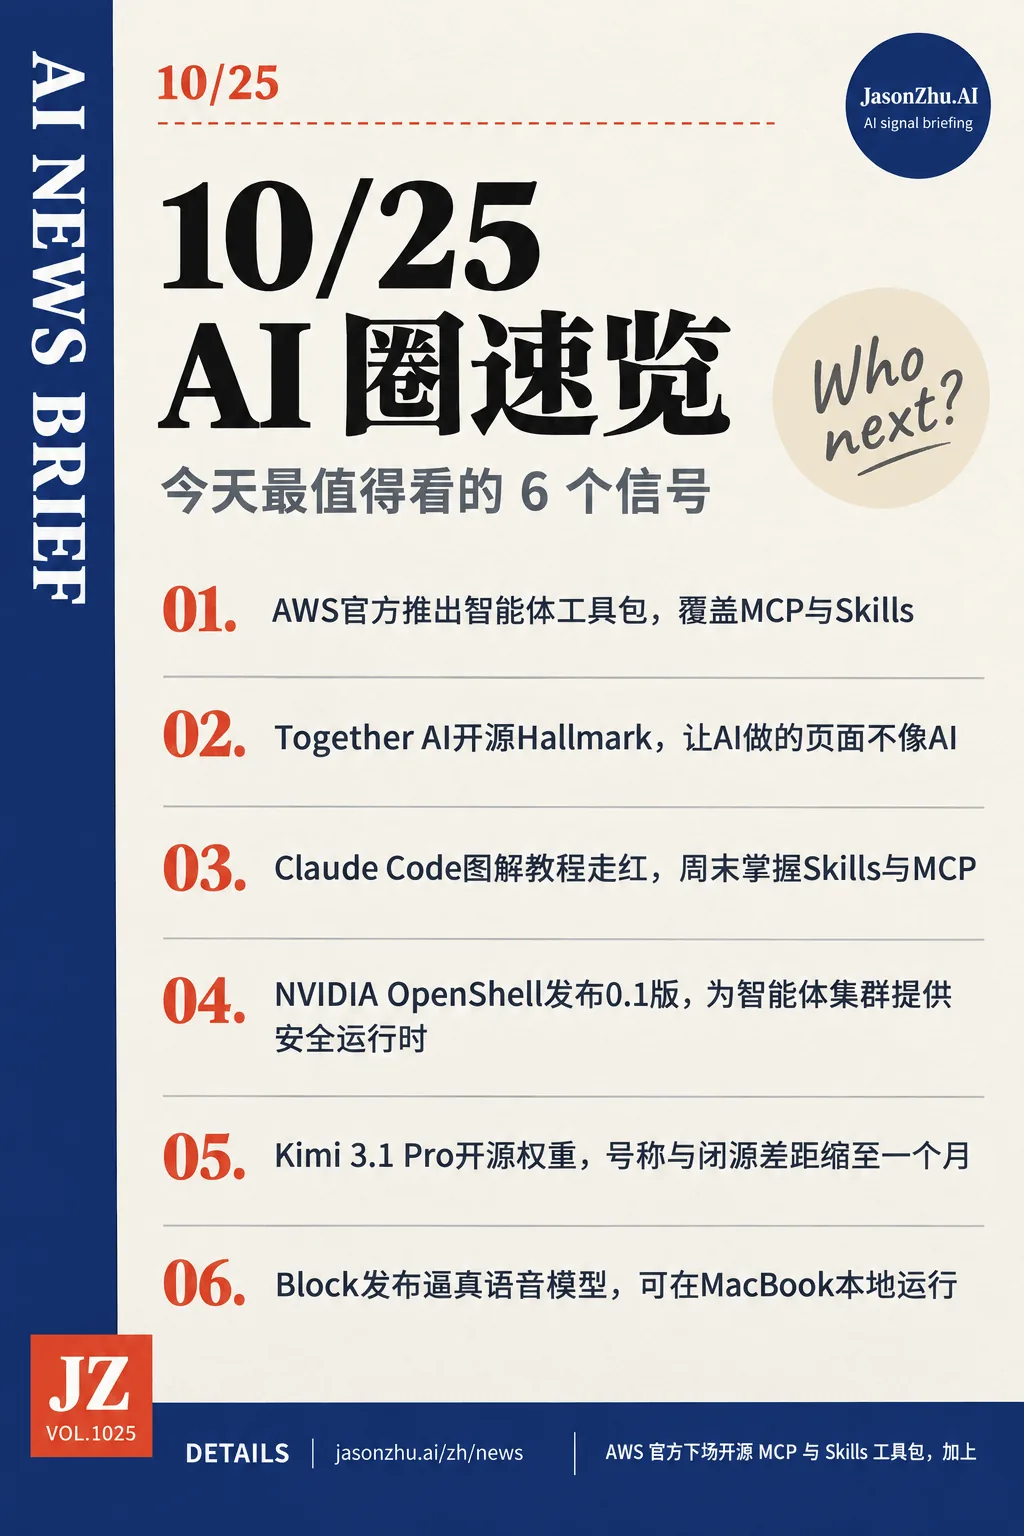 AI NEWS BRIEF
10/25
JasonZhu.AI
AI signal briefing
10/25
AI 圈速览
Who
next?
今天最值得看的 6 个信号
01. AWS官方推出智能体工具包，覆盖MCP与Skills
02. Together AI开源Hallmark，让AI做的页面不像AI
03. Claude Code图解教程走红，周末掌握Skills与MCP
04. NVIDIA OpenShell发布0.1版，为智能体集群提供
安全运行时
05. Kimi 3.1 Pro开源权重，号称与闭源差距缩至一个月
06. Block发布逼真语音模型，可在MacBook本地运行
JZ
VOL.1025
DETAILS | jasonzhu.ai/zh/news | AWS 官方下场开源 MCP 与 Skills 工具包，加上